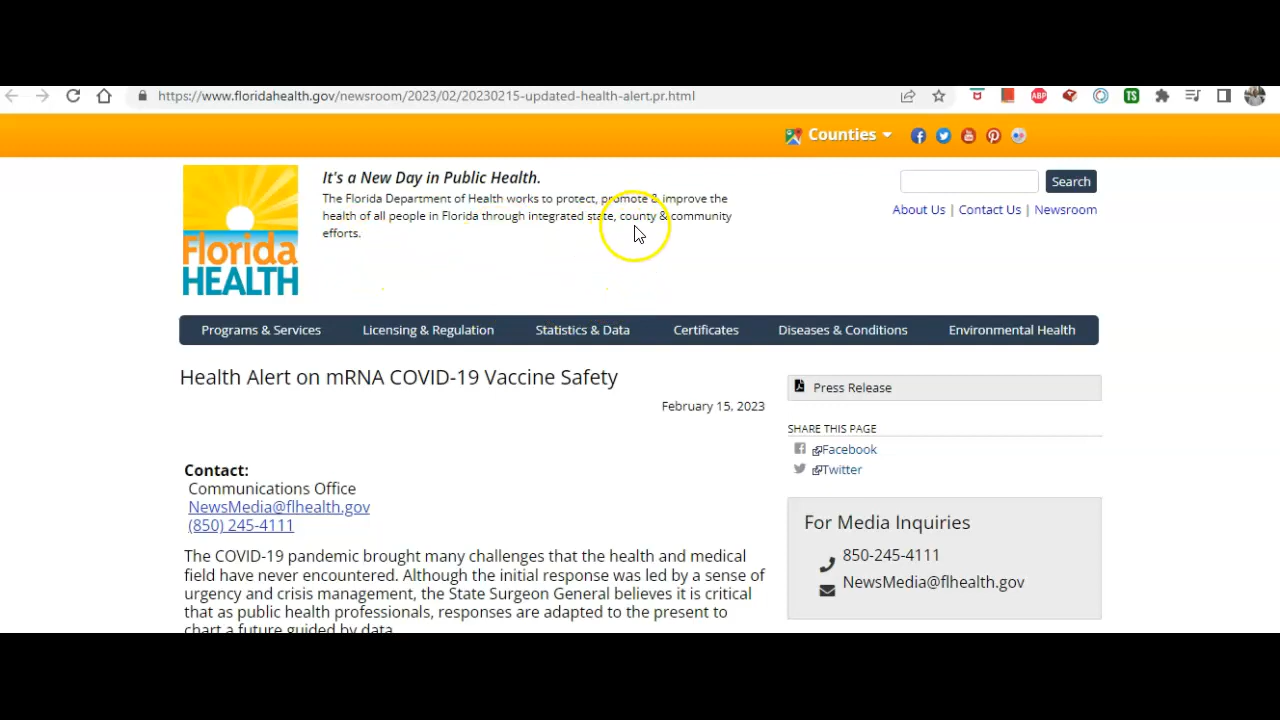 https://www.floridahealth.gov/newsroom/2023/02/20230215-updated-health-alert.pr.html
ABP
TS
Counties
It's a New Day in Public Health.
The Florida Department of Health works to protect, promote & improve the
health of all people in Florida through integrated state, county & community
efforts.
Search
About Us | Contact Us | Newsroom
Florida
HEALTH
Programs & Services
Licensing & Regulation
Statistics & Data
Certificates
Diseases & Conditions
Environmental Health
Health Alert on mRNA COVID-19 Vaccine Safety
February 15, 2023
Contact:
Communications Office
NewsMedia@flhealth.gov
(850) 245-4111
The COVID-19 pandemic brought many challenges that the health and medical
field have never encountered. Although the initial response was led by a sense of
urgency and crisis management, the State Surgeon General believes it is critical
that as public health professionals, responses are adapted to the present to
chart a future guided by data.
Press Release
SHARE THIS PAGE
Facebook
Twitter
For Media Inquiries
850-245-4111
NewsMedia@flhealth.gov